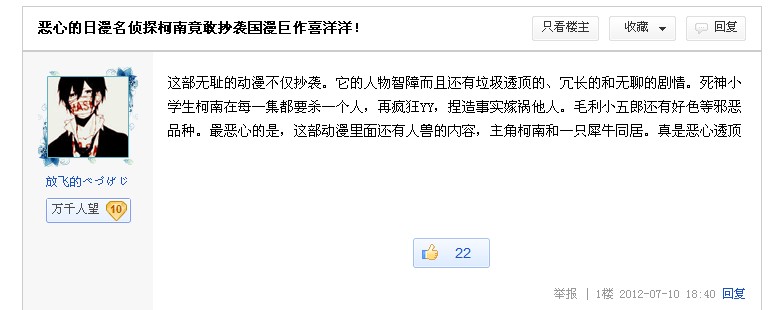 恶心的日漫名侦探柯南竟敢抄袭国漫巨作喜洋洋！
只看楼主 收藏 回复
这部无耻的动漫不仅抄袭。它的人物智障而且还有垃圾透顶的、冗长的和无聊的剧情。死神小
学生柯南在每一集都要杀一个人，再疯狂YY，捏造事实嫁祸他人。毛利小五郎还有好色等邪恶
品种。最恶心的是，这部动漫里面还有人兽的内容，主角柯南和一只犀牛同居。真是恶心透顶
放飞的ぺづげじ
万千人望 10
22
举报 | 1楼 2012-07-10 18:40 回复